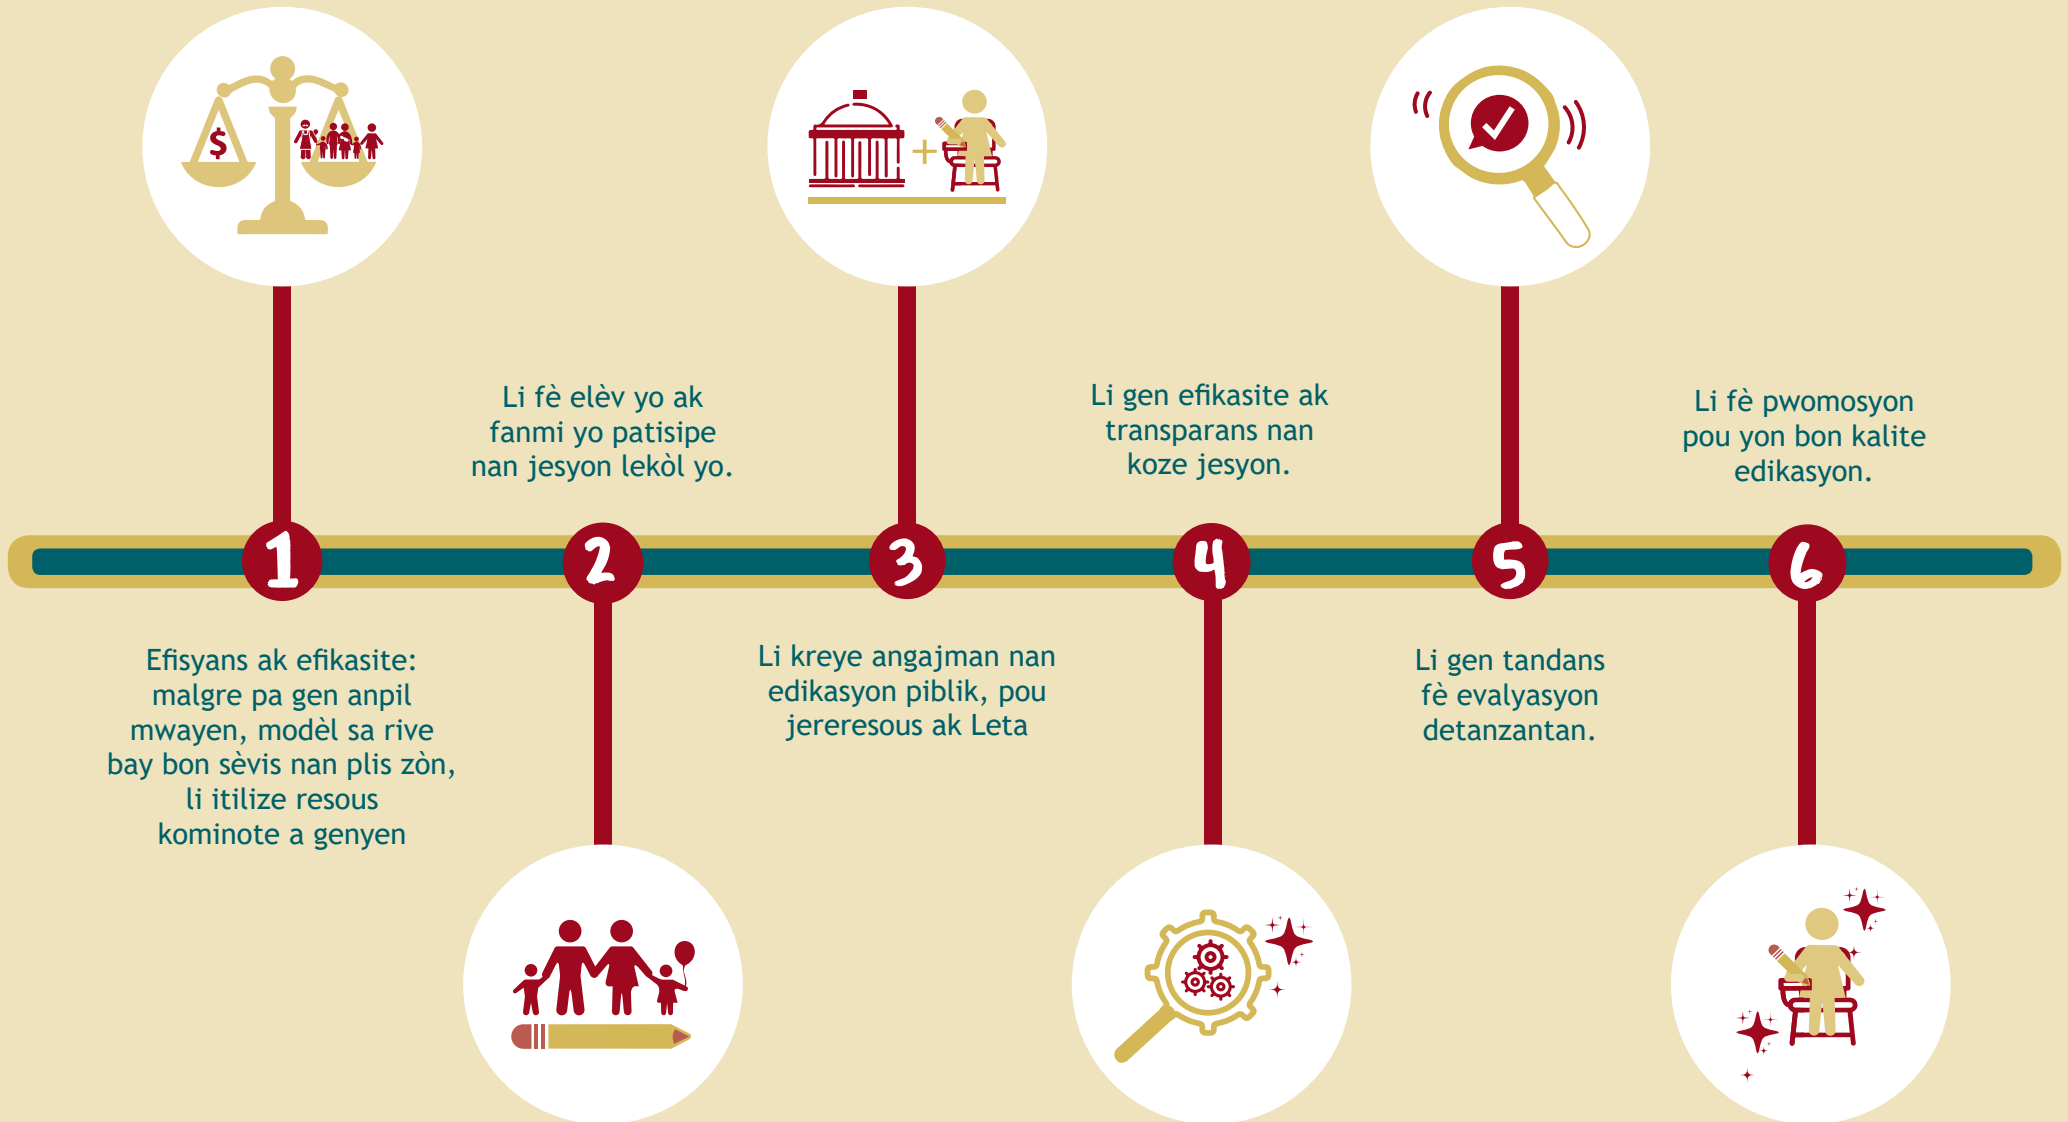 $
1
Efisyans ak efikasite:
malgre pa gen anpil
mwayen, modèl sa rive
bay bon sèvis nan plis zòn,
li itilize resous
kominote a genyen
2
Li fè elèv yo ak
fanmi yo patisipe
nan jesyon lekòl yo.
3
Li kreye angajman nan
edikasyon piblik, pou
jereresous ak Leta
4
Li gen efikasite ak
transparans nan
koze jesyon.
5
Li gen tandans
fè evalyasyon
detanzantan.
6
Li fè pwomosyon
pou yon bon kalite
edikasyon.